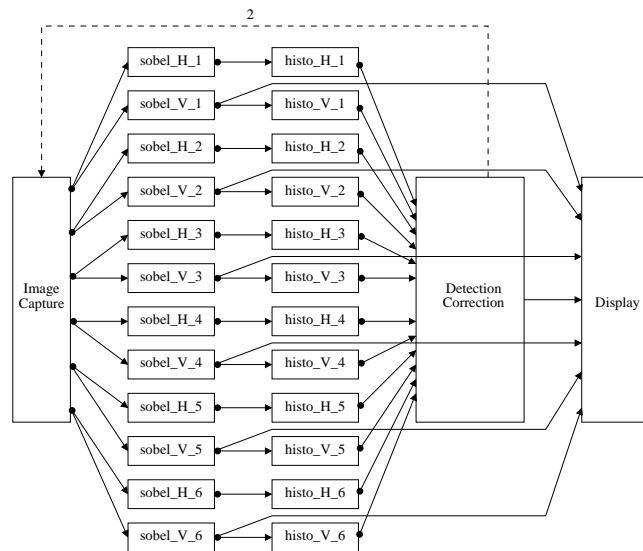 2
sobel_H_1
histo_H_1
sobel_V_1
histo_V_1
sobel_H_2
histo_H_2
sobel_V_2
histo_V_2
sobel_H_3
histo_H_3
sobel_V_3
histo_V_3
sobel_H_4
histo_H_4
sobel_V_4
histo_V_4
sobel_H_5
histo_H_5
sobel_V_5
histo_V_5
sobel_H_6
histo_H_6
sobel_V_6
histo_V_6
Image
Capture
Detection
Correction
Display